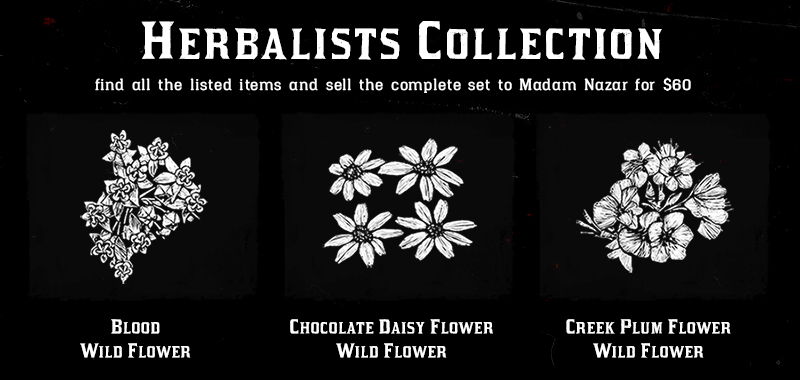 Herbalists Collection
find all the listed items and sell the complete set to Madam Nazar for $60
Blood
Wild Flower
Chocolate Daisy Flower
Wild Flower
Creek Plum Flower
Wild Flower